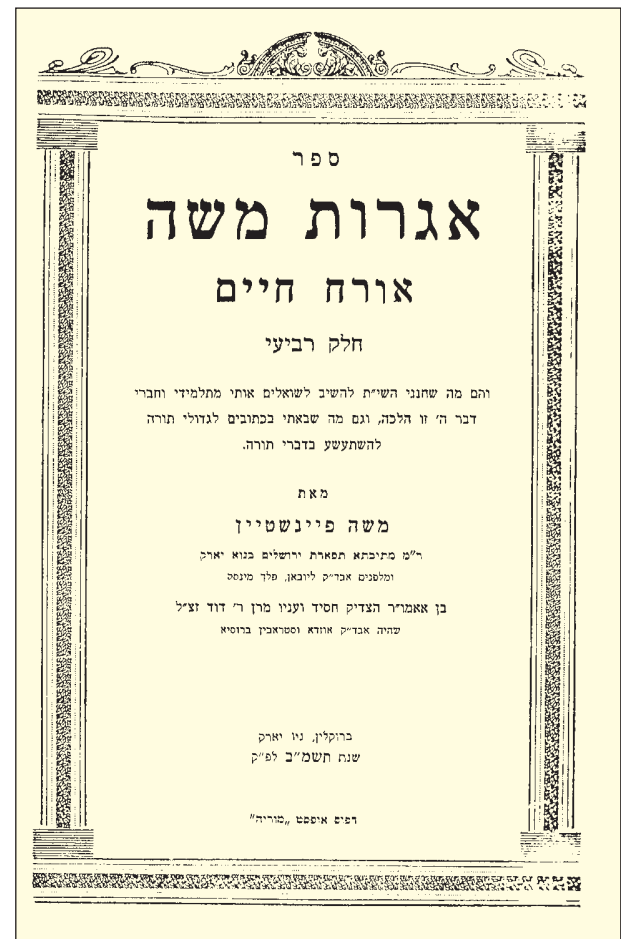 ספר
אגרות משה
אורח חיים
חלק רביעי
והם מה שחנני השי״ת להשיב לשואלים אותי מתלמידי וחברי
דבר ה׳ זו הלכה, וגם מה שבאתי בכתובים לגדולי תורה
להשתעשע בדברי תורה.
מאת
משה פיינשטיין
ר״מ מתיבתא תפארת ירושלים בנוא יארק
ומלפנים אבד״ק ליובאן, פלך מינסק
בן אאמו״ר הצדיק חסיד ועניו מרן ר׳ דוד זצ״ל
שהיה אבד״ק אוזדא וסטראבין ברוסיא
ברוקלין, ניו יארק
שנת תשמ״ב לפ״ק
דפוס אופסט „מוריה״